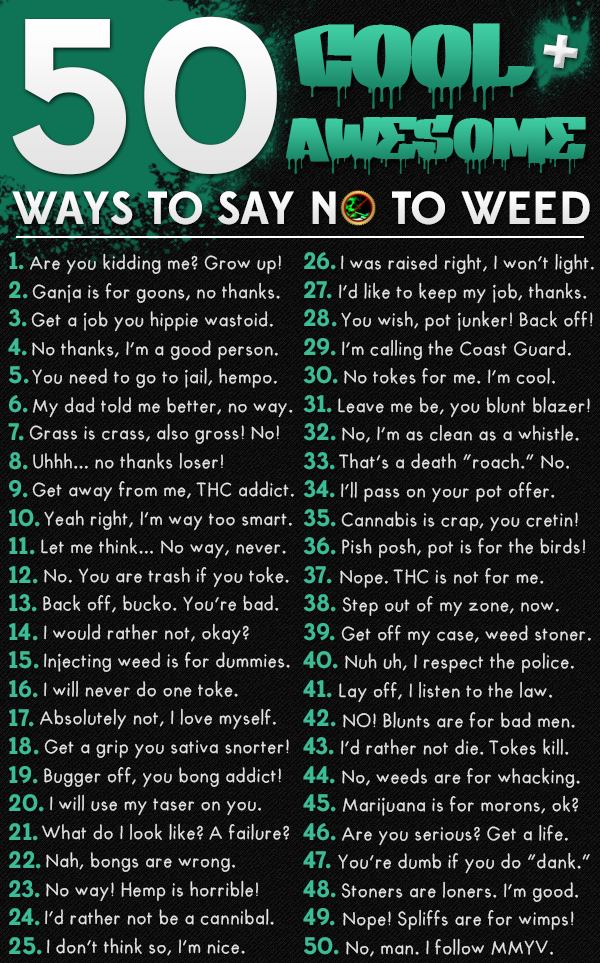 50 COOL +
AWESOME
WAYS TO SAY NO TO WEED
1. Are you kidding me? Grow up!
2. Ganja is for goons, no thanks.
3. Get a job you hippie wastoid.
4. No thanks, I'm a good person.
5. You need to go to jail, hempo.
6. My dad told me better, no way.
7. Grass is crass, also gross! No!
8. Uhhh... no thanks loser!
9. Get away from me, THC addict.
10. Yeah right, I'm way too smart.
11. Let me think... No way, never.
12. No. You are trash if you toke.
13. Back off, bucko. You're bad.
14. I would rather not, okay?
15. Injecting weed is for dummies.
16. I will never do one toke.
17. Absolutely not, I love myself.
18. Get a grip you sativa snorter!
19. Bugger off, you bong addict!
20. I will use my taser on you.
21. What do I look like? A failure?
22. Nah, bongs are wrong.
23. No way! Hemp is horrible!
24. I'd rather not be a cannibal.
25. I don't think so, I'm nice.
26. I was raised right, I won't light.
27. I'd like to keep my job, thanks.
28. You wish, pot junker! Back off!
29. I'm calling the Coast Guard.
30. No tokes for me. I'm cool.
31. Leave me be, you blunt blazer!
32. No, I'm as clean as a whistle.
33. That's a death "roach." No.
34. I'll pass on your pot offer.
35. Cannabis is crap, you cretin!
36. Pish posh, pot is for the birds!
37. Nope. THC is not for me.
38. Step out of my zone, now.
39. Get off my case, weed stoner.
40. Nuh uh, I respect the police.
41. Lay off, I listen to the law.
42. NO! Blunts are for bad men.
43. I'd rather not die. Tokes kill.
44. No, weeds are for whacking.
45. Marijuana is for morons, ok?
46. Are you serious? Get a life.
47. You're dumb if you do "dank."
48. Stoners are loners. I'm good.
49. Nope! Spliffs are for wimps!
50. No, man. I follow MMYV.